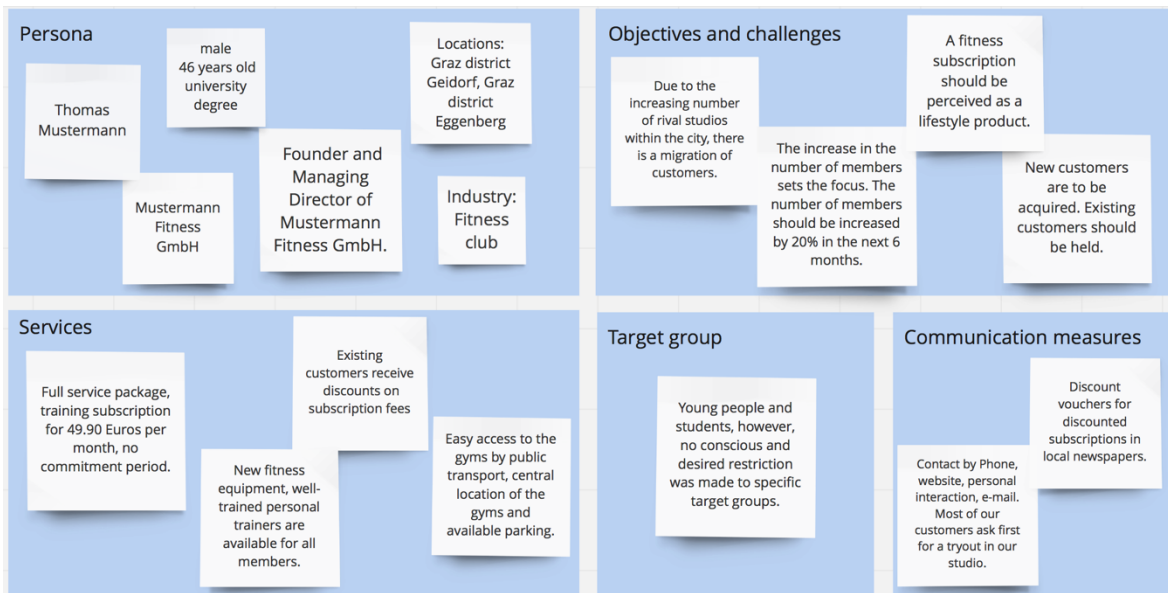 Persona
Thomas
Mustermann
male
46 years old
university
degree
Mustermann
Fitness
GmbH
Founder and
Managing
Director of
Mustermann
Fitness GmbH.
Locations:
Graz district
Geidorf, Graz
district
Eggenberg
Industry:
Fitness
club
Objectives and challenges
Due to the
increasing number
of rival studios
within the city, there
is a migration of
customers.
The increase in the
number of members
sets the focus. The
number of members
should be increased
by 20% in the next 6
months.
A fitness
subscription
should be
perceived as a
lifestyle product.
New customers
are to be
acquired. Existing
customers should
be held.
Services
Full service package,
training subscription
for 49.90 Euros per
month, no
commitment period.
New fitness
equipment, well-
trained personal
trainers are
available for all
members.
Existing
customers receive
discounts on
subscription fees
Easy access to the
gyms by public
transport, central
location of the
gyms and
available parking.
Target group
Young people and
students, however,
no conscious and
desired restriction
was made to specific
target groups.
Communication measures
Discount
vouchers for
discounted
subscriptions in
local newspapers.
Contact by Phone,
website, personal
interaction, e-mail.
Most of our
customers ask first
for a tryout in our
studio.